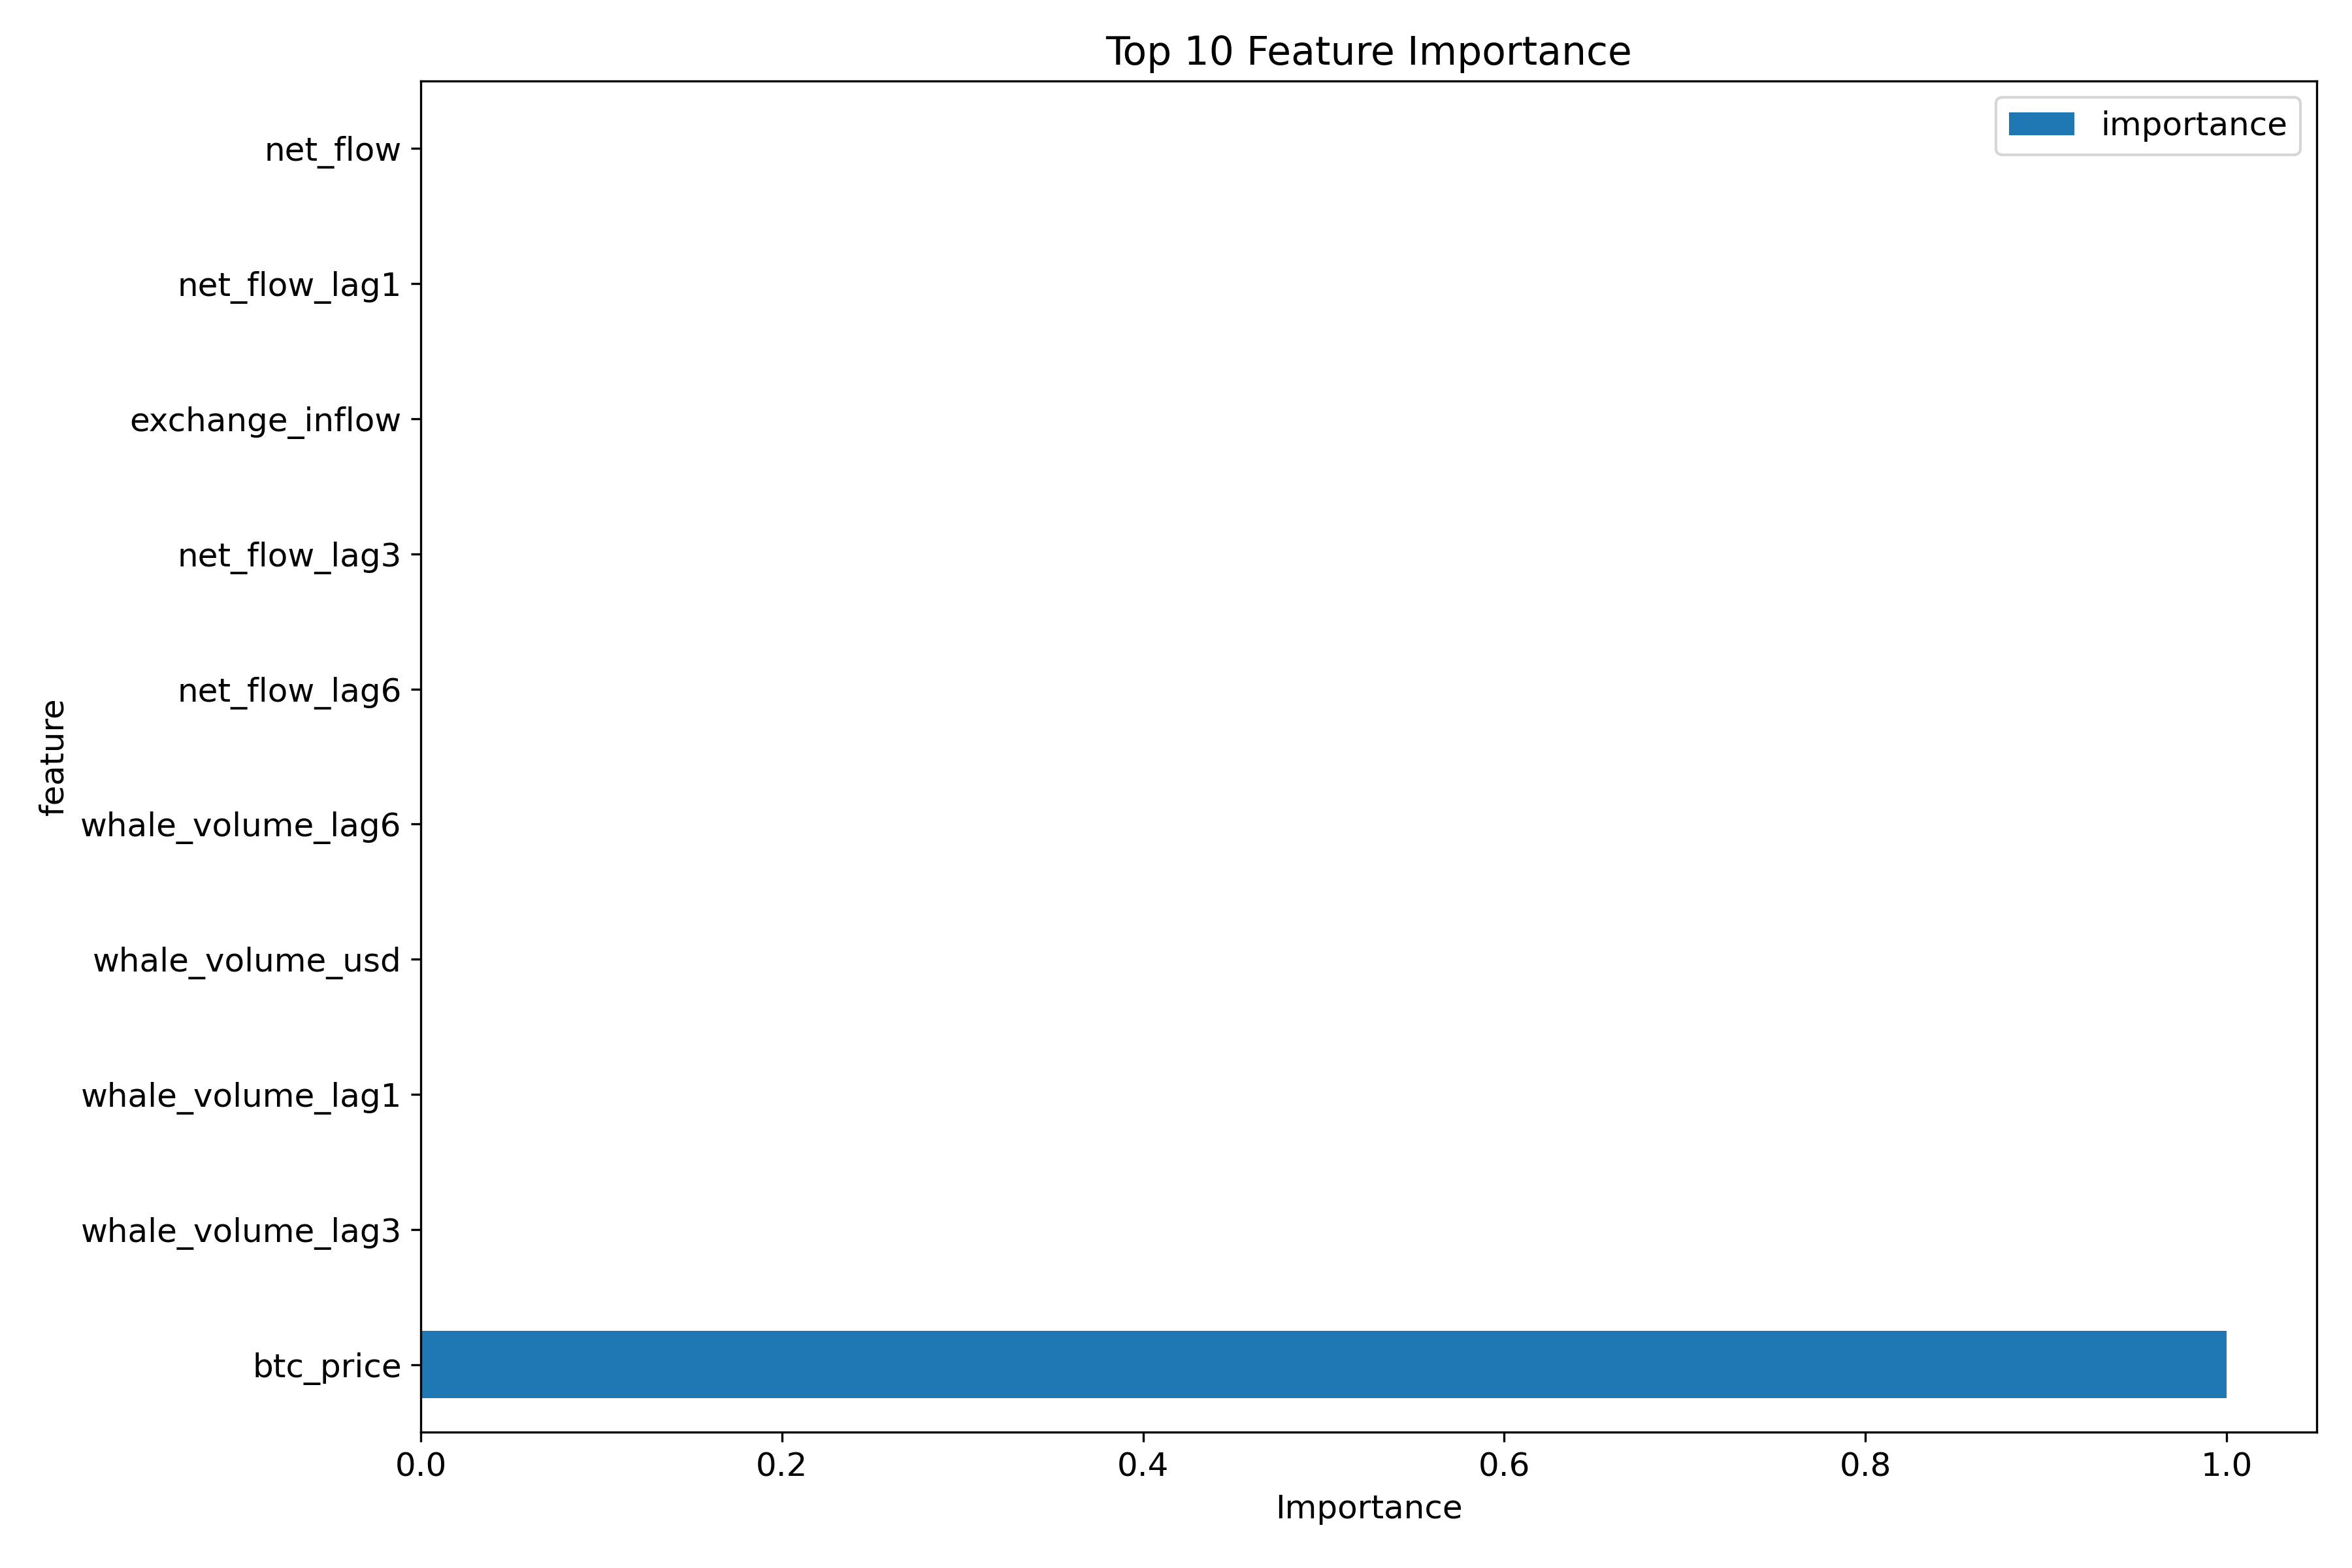 Top 10 Feature Importance
importance
net_flow
net_flow_lag1
exchange_inflow
net_flow_lag3
net_flow_lag6
whale_volume_lag6
whale_volume_usd
whale_volume_lag1
whale_volume_lag3
btc_price
feature
0.0 0.2 0.4 0.6 0.8 1.0
Importance